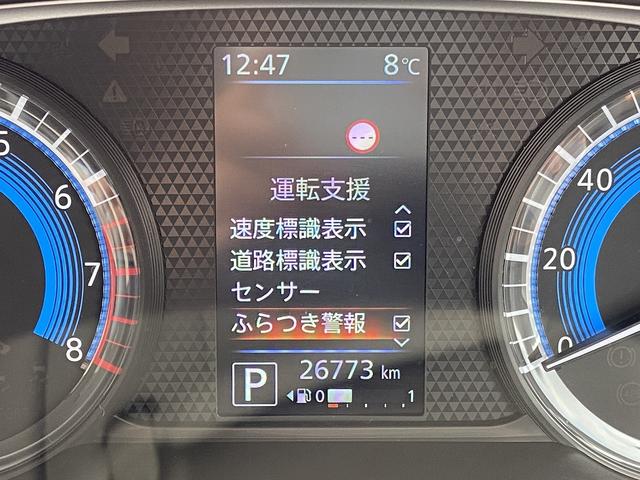 12:47 8℃
---
運転支援
速度標識表示
道路標識表示
センサー
ふらつき警報
26773 km
P
0 1
5
6
7
8
40
20
0